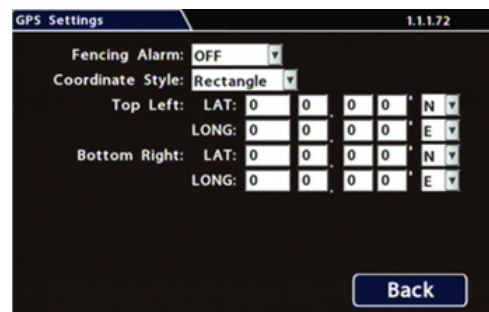 GPS Settings 1.1.1.72
Fencing Alarm: OFF
Coordinate Style: Rectangle
Top Left: LAT: 0 0 . 0 0 ' N
LONG: 0 0 . 0 0 ' E
Bottom Right: LAT: 0 0 . 0 0 ' N
LONG: 0 0 . 0 0 ' E
Back